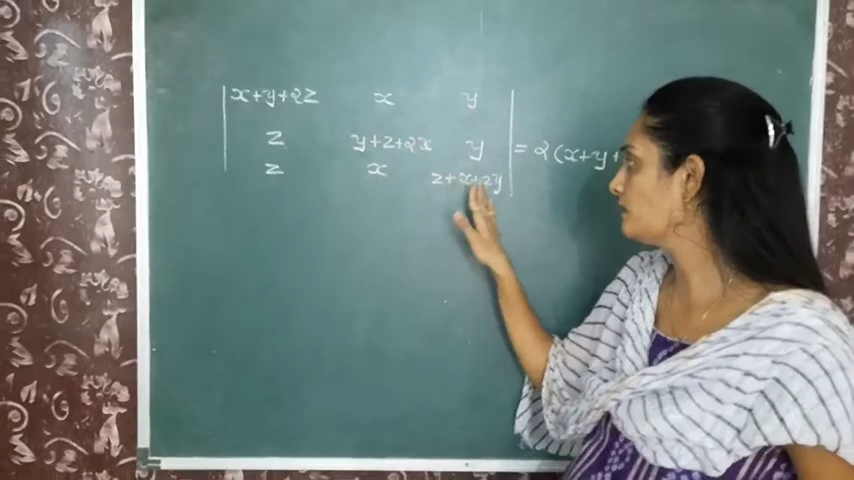 x+y+2z x y
z y+z+2x y = 2(x+y+
z x z+x+2y